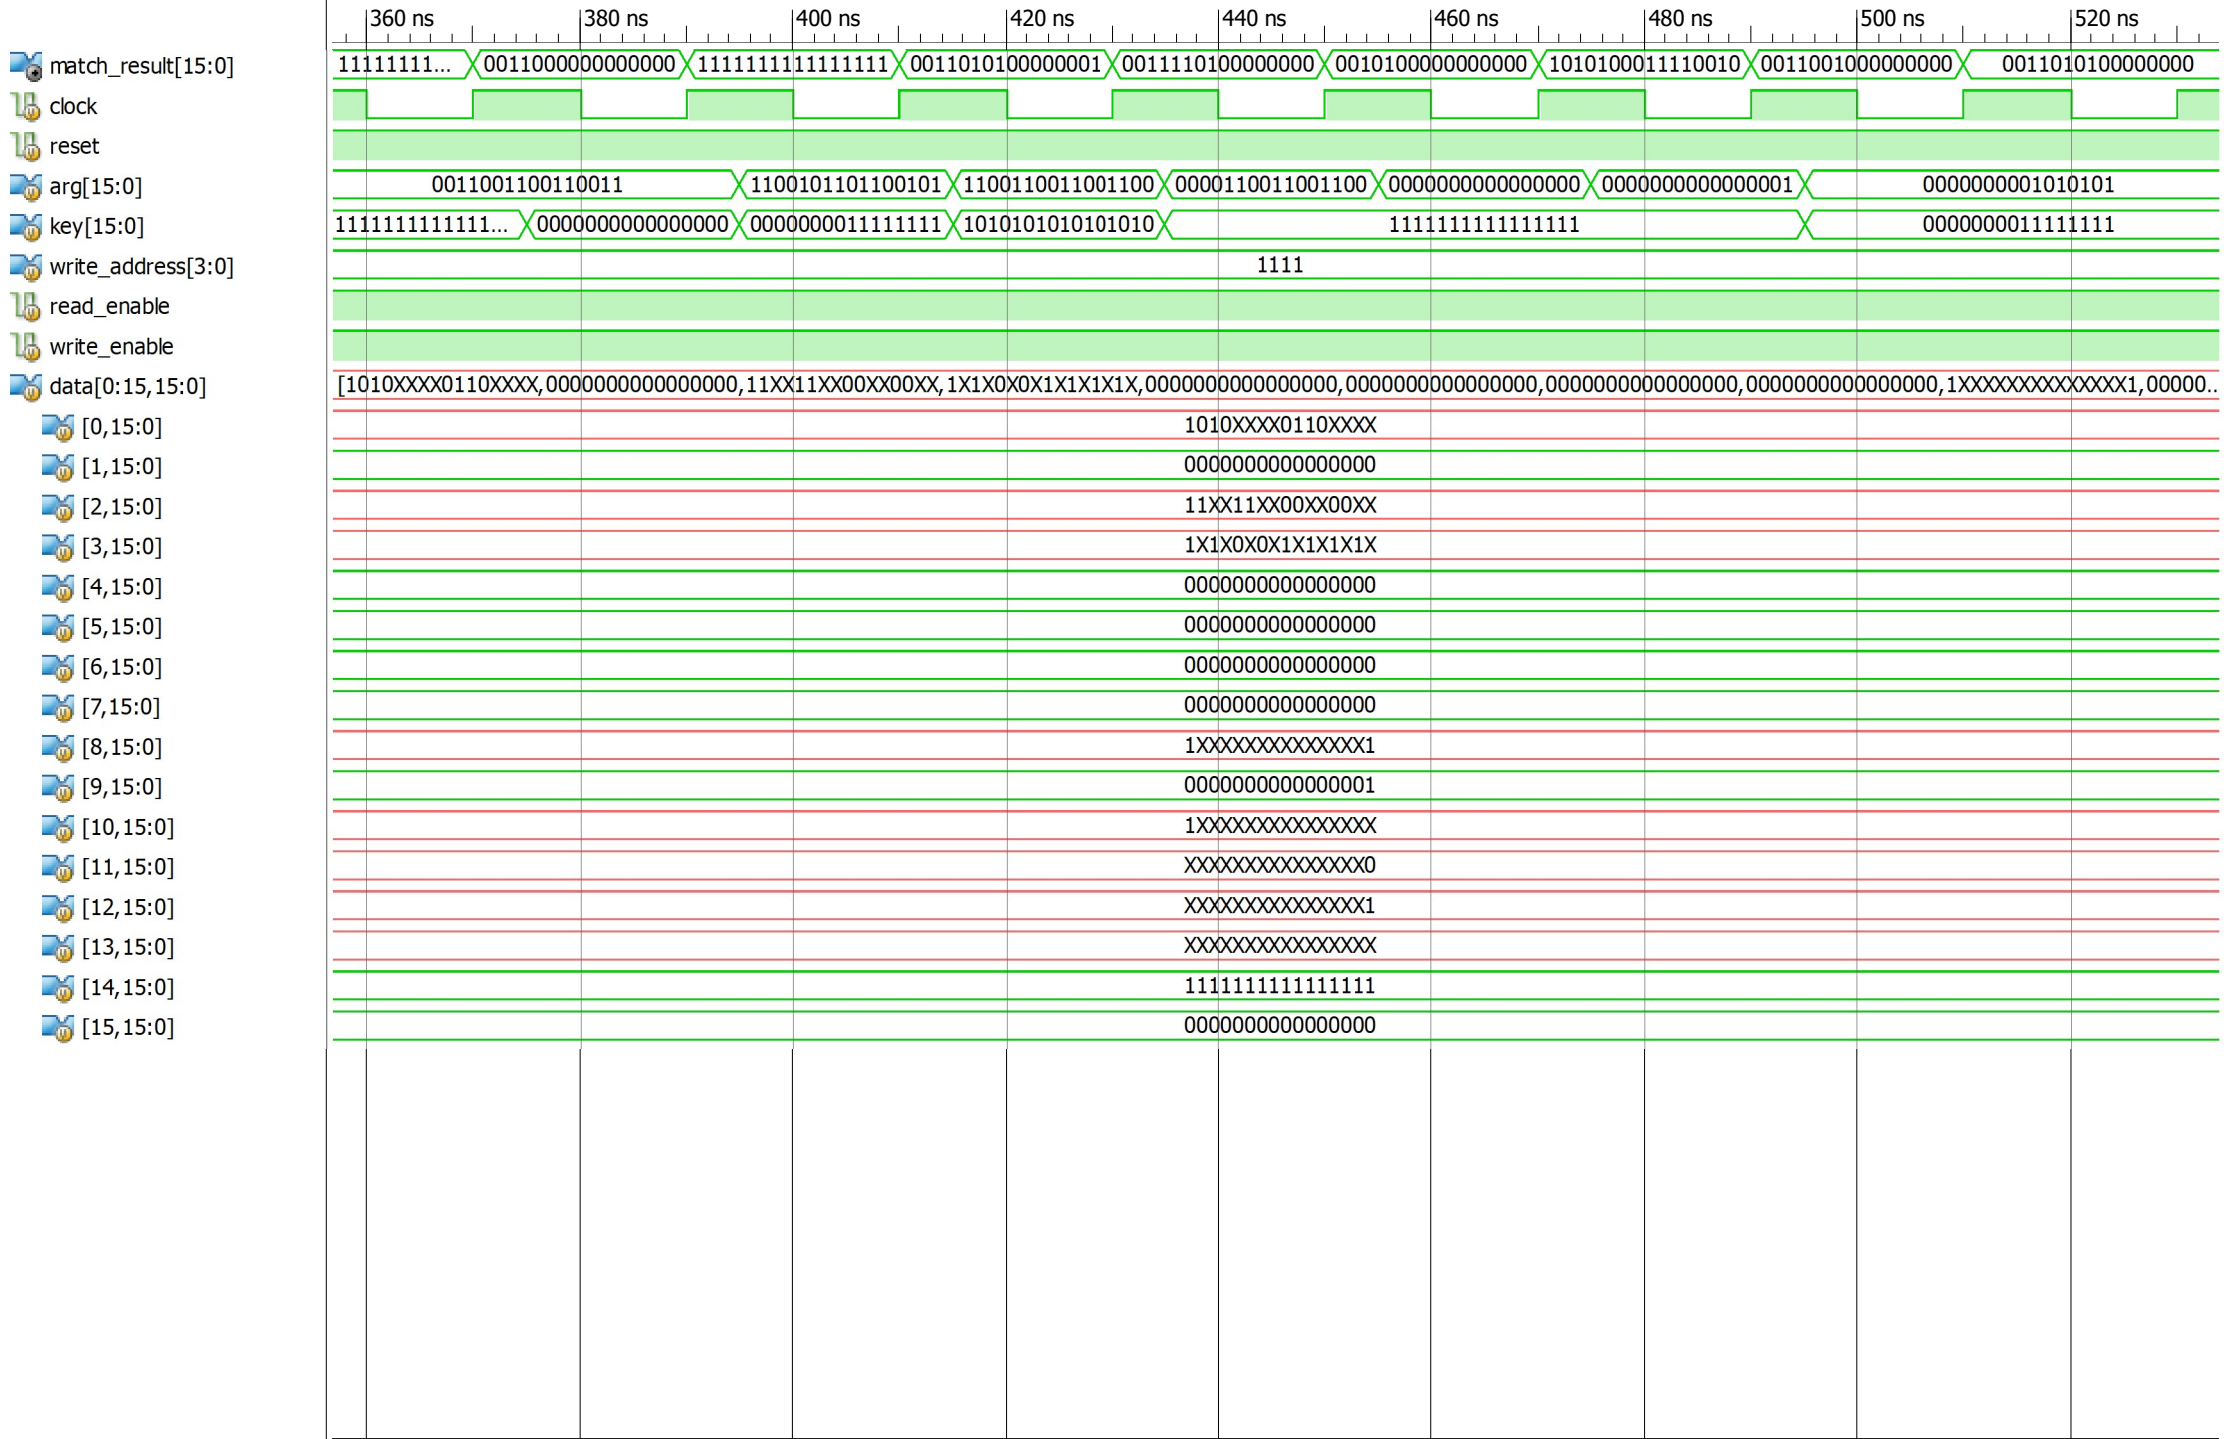 360 ns 380 ns 400 ns 420 ns 440 ns 460 ns 480 ns 500 ns 520 ns
match_result[15:0] 11111111... 0011000000000000 1111111111111111 0011010100000001 0011110100000000 0010100000000000 1010100011110010 0011001000000000 0011010100000000
clock
reset
arg[15:0] 0011001100110011 1100101101100101 1100110011001100 0000110011001100 0000000000000000 0000000000000001 0000000001010101
key[15:0] 1111111111111... 0000000000000000 0000000011111111 1010101010101010 1111111111111111 0000000011111111
write_address[3:0] 1111
read_enable
write_enable
data[0:15,15:0] [1010XXXX0110XXXX,0000000000000000,11XX11XX00XX00XX,1X1X0X0X1X1X1X1X,0000000000000000,0000000000000000,0000000000000000,0000000000000000,1XXXXXXXXXXXXXX1,00000...
[0,15:0] 1010XXXX0110XXXX
[1,15:0] 0000000000000000
[2,15:0] 11XX11XX00XX00XX
[3,15:0] 1X1X0X0X1X1X1X1X
[4,15:0] 0000000000000000
[5,15:0] 0000000000000000
[6,15:0] 0000000000000000
[7,15:0] 0000000000000000
[8,15:0] 1XXXXXXXXXXXXXX1
[9,15:0] 0000000000000001
[10,15:0] 1XXXXXXXXXXXXXXX
[11,15:0] XXXXXXXXXXXXXXX0
[12,15:0] XXXXXXXXXXXXXXX1
[13,15:0] XXXXXXXXXXXXXXXX
[14,15:0] 1111111111111111
[15,15:0] 0000000000000000